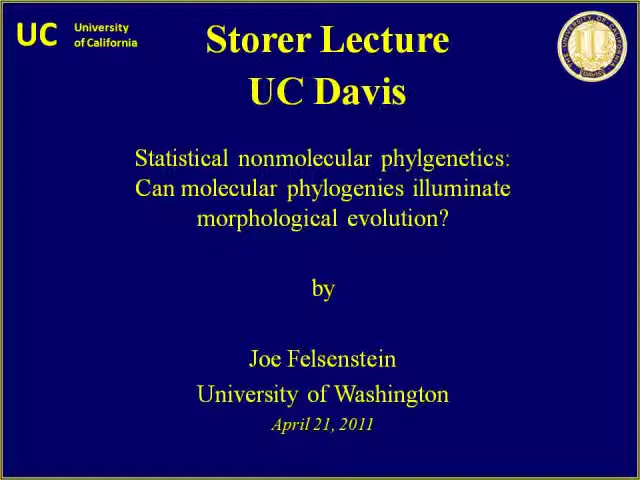 UC University
of California
Storer Lecture
UC Davis
Statistical nonmolecular phylgenetics:
Can molecular phylogenies illuminate
morphological evolution?
by
Joe Felsenstein
University of Washington
April 21, 2011